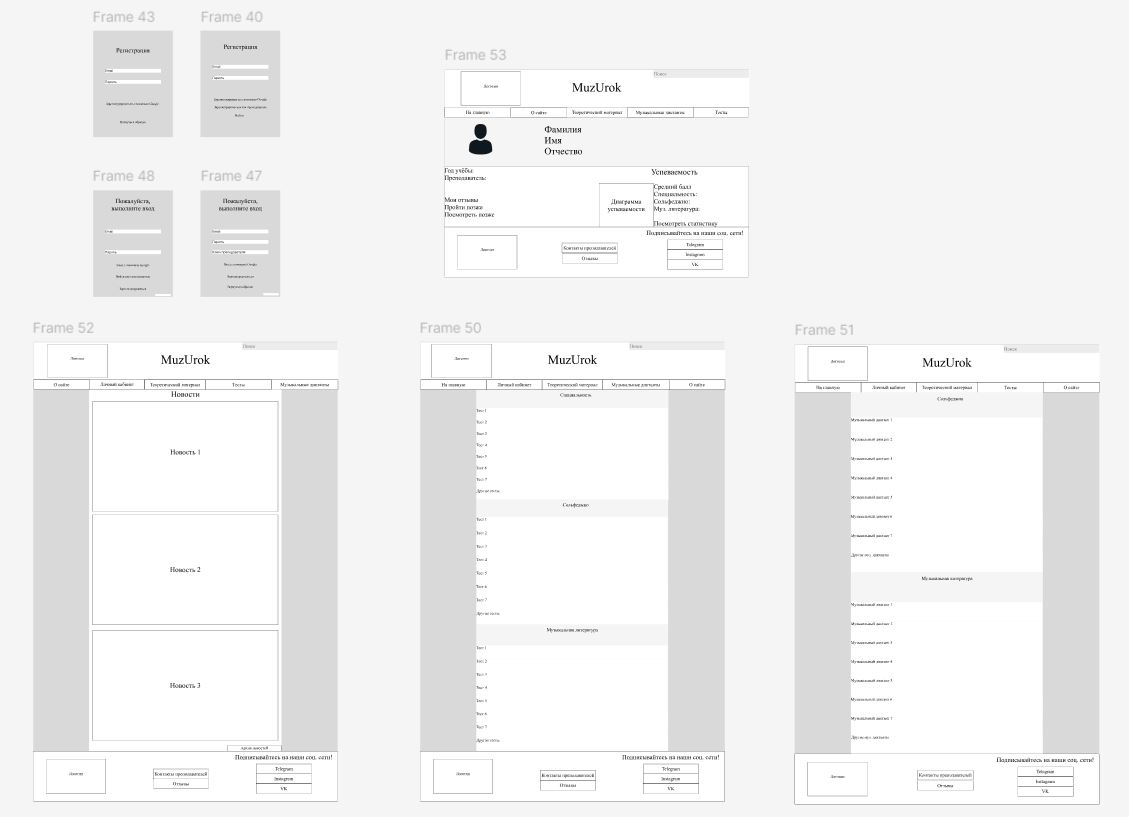 Frame 43
Регистрация
Email
Пароль
Зарегистрироваться с помощью Google
Вернуться обратно
Frame 40
Регистрация
Email
Пароль
Зарегистрироваться с помощью Google
Зарегистрироваться как преподаватель
Войти
Frame 48
Пожалуйста,
выполните вход
Email
Пароль
Вход с помощью Google
Зарегистрироваться
Frame 47
Пожалуйста,
выполните вход
Email
Пароль
Вход с помощью Google
Зарегистрироваться
Вернуться обратно
Frame 53
Логотип
MuzUrok
Поиск
На главную
О сайте
Теоретический материал
Музыкальные диктанты
Тесты
Фамилия
Имя
Отчество
Год учёбы:
Преподаватель:
Мои отзывы
Пройти позже
Посмотреть позже
Диаграмма
успеваемости
Успеваемость
Средний балл
Специальность:
Сольфеджио:
Муз. литература:
Посмотреть статистику
Подписывайтесь на наши соц. сети!
Логотип
Контакты преподавателей
Отзывы
Telegram
Instagram
VK
Frame 52
Логотип
MuzUrok
Поиск
О сайте
Личный кабинет
Теоретический материал
Тесты
Музыкальные диктанты
Новости
Новость 1
Новость 2
Новость 3
Архив новостей
Подписывайтесь на наши соц. сети!
Логотип
Контакты преподавателей
Отзывы
Telegram
Instagram
VK
Frame 50
Логотип
MuzUrok
Поиск
На главную
Личный кабинет
Теоретический материал
Музыкальные диктанты
О сайте
Специальность
Тест 1
Тест 2
Тест 3
Тест 4
Тест 5
Тест 6
Тест 7
Другие тесты
Сольфеджио
Тест 1
Тест 2
Тест 3
Тест 4
Тест 5
Тест 6
Тест 7
Другие тесты
Музыкальная литература
Тест 1
Тест 2
Тест 3
Тест 4
Тест 5
Тест 6
Тест 7
Другие тесты
Подписывайтесь на наши соц. сети!
Логотип
Контакты преподавателей
Отзывы
Telegram
Instagram
VK
Frame 51
Логотип
MuzUrok
Поиск
На главную
Личный кабинет
Теоретический материал
Тесты
О сайте
Сольфеджио
Музыкальный диктант 1
Музыкальный диктант 2
Музыкальный диктант 3
Музыкальный диктант 4
Музыкальный диктант 5
Музыкальный диктант 6
Музыкальный диктант 7
Другие муз. диктанты
Музыкальная литература
Музыкальный диктант 1
Музыкальный диктант 2
Музыкальный диктант 3
Музыкальный диктант 4
Музыкальный диктант 5
Музыкальный диктант 6
Музыкальный диктант 7
Другие муз. диктанты
Подписывайтесь на наши соц. сети!
Логотип
Контакты преподавателей
Отзывы
Telegram
Instagram
VK